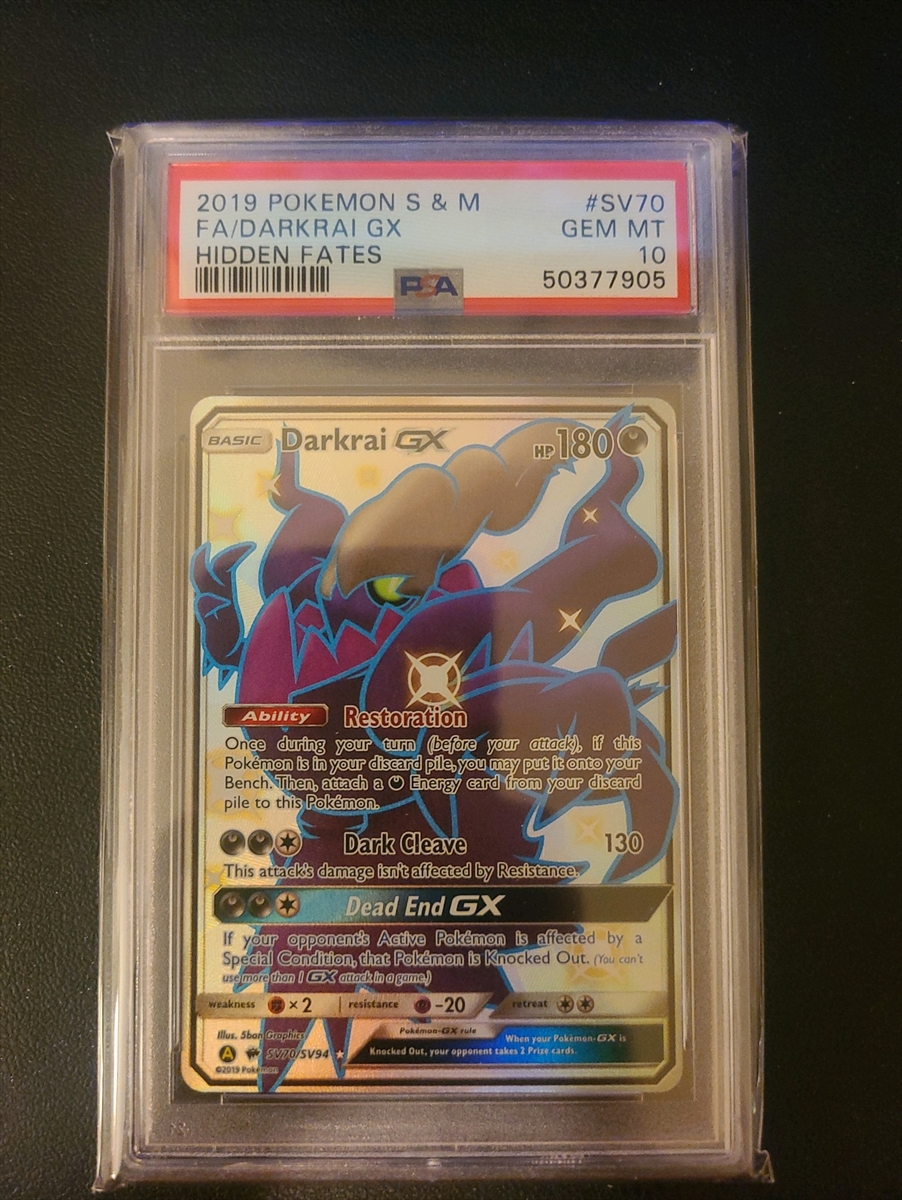 2019 POKEMON S & M #SV70
FA/DARKRAI GX GEM MT
HIDDEN FATES 10
PSA 50377905
BASIC Darkrai GX HP 180
Ability Restoration
Once during your turn (before your attack), if this
Pokémon is in your discard pile, you may put it onto your
Bench. Then, attach a Energy card from your discard
pile to this Pokémon.
Dark Cleave 130
This attack's damage isn't affected by Resistance.
Dead End GX
If your opponent's Active Pokémon is affected by a
Special Condition, that Pokémon is Knocked Out. (You can't
use more than 1 GX attack in a game.)
weakness ×2 resistance -20 retreat
Illus. 5ban Graphics Pokémon-GX rule When your Pokémon-GX is
A SV70/SV94 Knocked Out, your opponent takes 2 Prize cards.
©2019 Pokémon